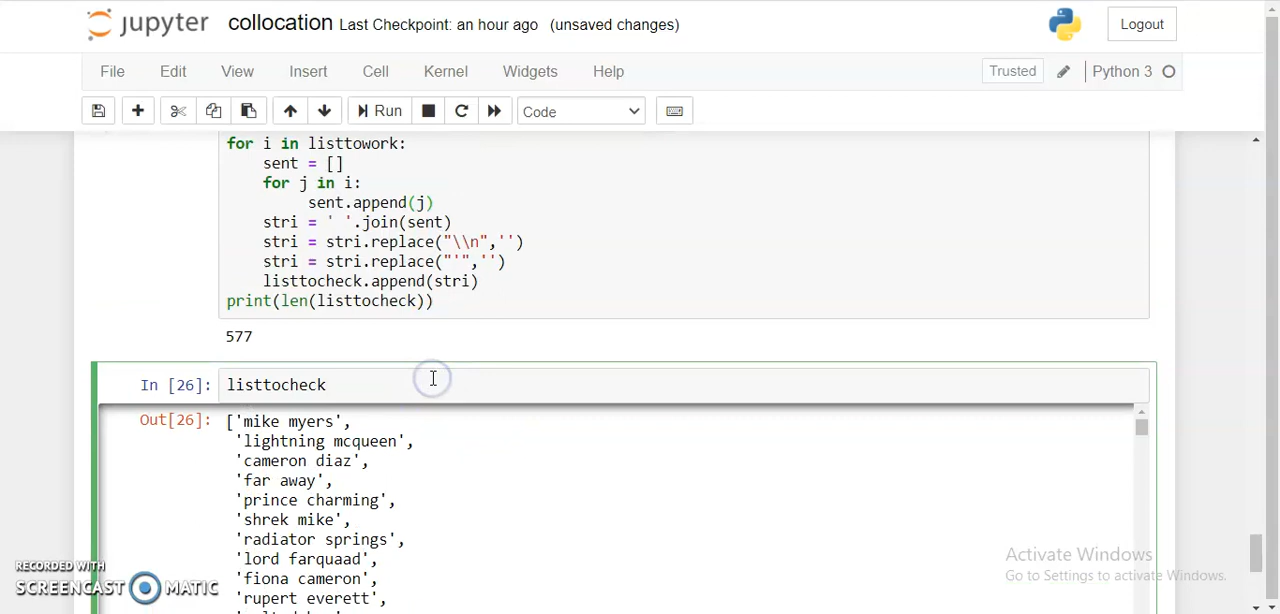 jupyter collocation Last Checkpoint: an hour ago (unsaved changes) Logout
File Edit View Insert Cell Kernel Widgets Help Trusted Python 3
Run Code
for i in listtowork:
sent = []
for j in i:
sent.append(j)
stri = ' '.join(sent)
stri = stri.replace("\\n",'')
stri = stri.replace("'",'')
listtocheck.append(stri)
print(len(listtocheck))
577
In [26]: listtocheck
Out[26]: ['mike myers',
'lightning mcqueen',
'cameron diaz',
'far away',
'prince charming',
'shrek mike',
'radiator springs',
'lord farquaad',
'fiona cameron',
'rupert everett',
Activate Windows
Go to Settings to activate Windows.
RECORDED WITH
SCREENCAST MATIC